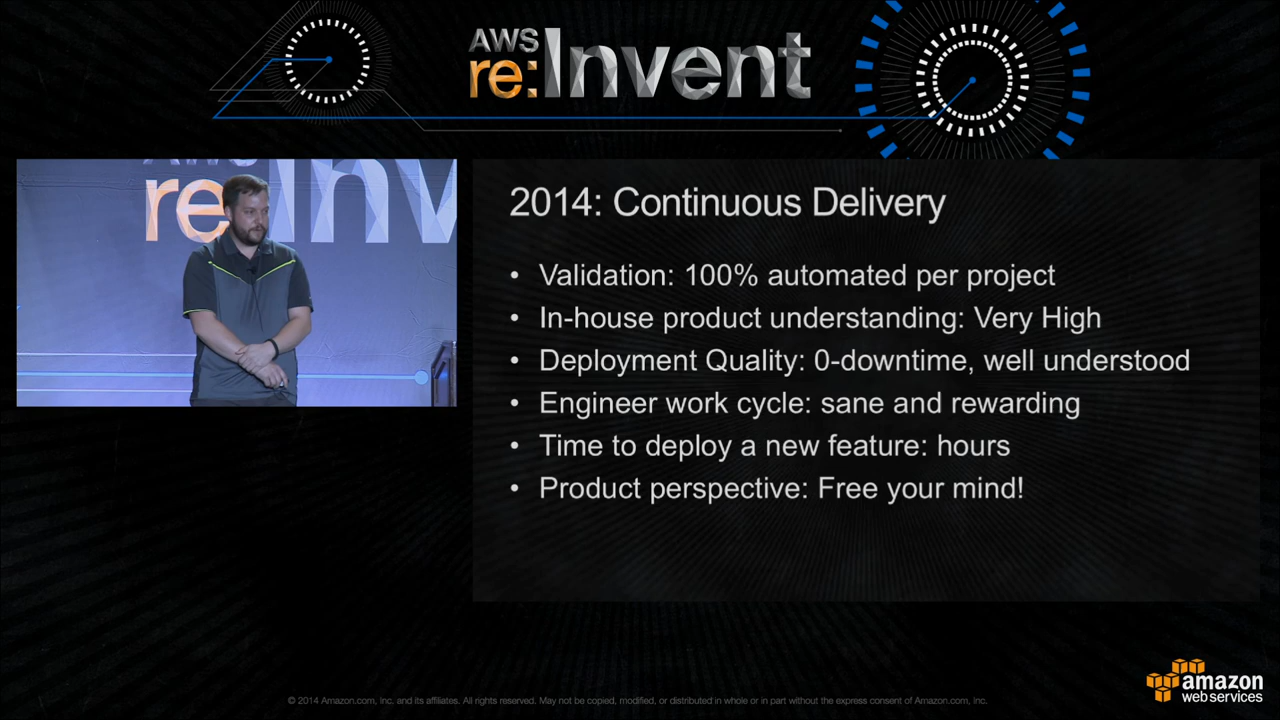 AWS
re:Invent
AWS
re:Inv
2014: Continuous Delivery
• Validation: 100% automated per project
• In-house product understanding: Very High
• Deployment Quality: 0-downtime, well understood
• Engineer work cycle: sane and rewarding
• Time to deploy a new feature: hours
• Product perspective: Free your mind!
© 2014 Amazon.com, Inc. and its affiliates. All rights reserved. May not be copied, modified, or distributed in whole or in part without the express consent of Amazon.com, Inc.
amazon
web services